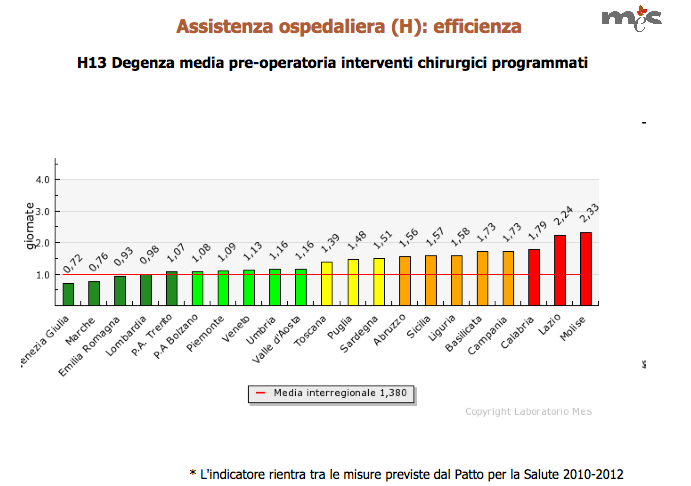 mes
Assistenza ospedaliera (H): efficienza
H13 Degenza media pre-operatoria interventi chirurgici programmati
giornate
4.0
3.0
2.0
1.0
0,72
0,76
0,93
0,98
1,07
1,08
1,09
1,13
1,16
1,16
1,39
1,48
1,51
1,56
1,57
1,58
1,73
1,73
1,79
2,24
2,33
venezia Giulia
Marche
Emilia Romagna
Lombardia
P.A. Trento
P.A Bolzano
Piemonte
Veneto
Umbria
Valle d'Aosta
Toscana
Puglia
Sardegna
Abruzzo
Sicilia
Liguria
Basilicata
Campania
Calabria
Lazio
Molise
Media interregionale 1,380
Copyright Laboratorio Mes
* L'indicatore rientra tra le misure previste dal Patto per la Salute 2010-2012